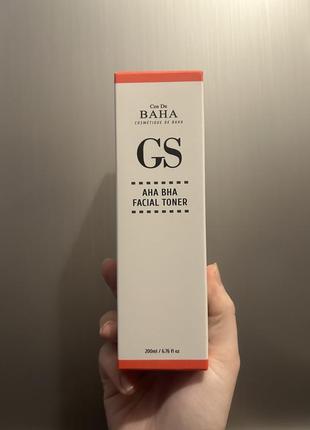 Cos De
BAHA
COSMÉTIQUE DE BAHA
GS
AHA BHA
FACIAL TONER
200ml / 6.76 fl oz